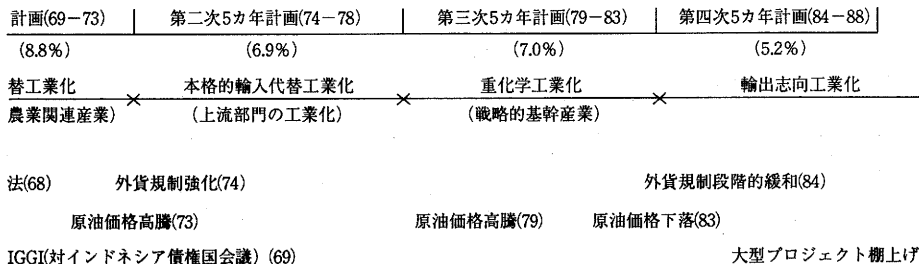 計画(69－73) 第二次5カ年計画(74－78) 第三次5カ年計画(79－83) 第四次5カ年計画(84－88)
(8.8%) (6.9%) (7.0%) (5.2%)
替工業化 本格的輸入代替工業化 重化学工業化 輸出志向工業化
農業関連産業) (上流部門の工業化) (戦略的基幹産業)
法(68) 外貨規制強化(74) 外貨規制段階的緩和(84)
原油価格高騰(73) 原油価格高騰(79) 原油価格下落(83)
IGGI(対インドネシア債権国会議) (69) 大型プロジェクト棚上げ